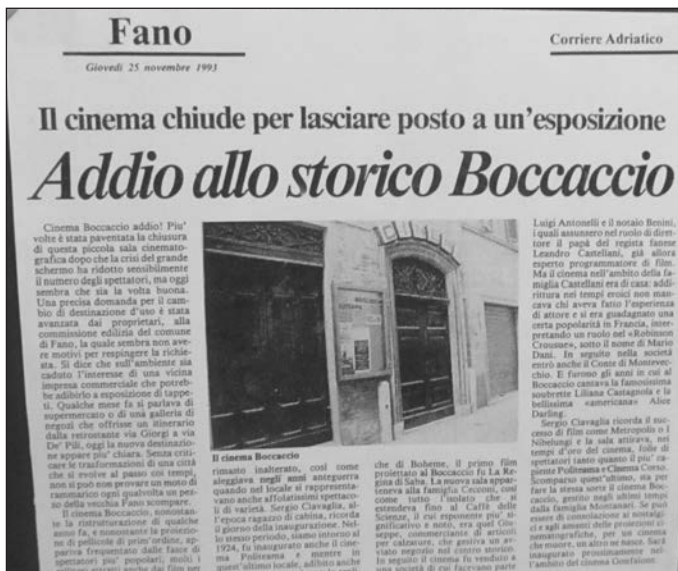 Fano
Corriere Adriatico
Giovedì 25 novembre 1993
Il cinema chiude per lasciare posto a un'esposizione
Addio allo storico Boccaccio
Cinema Boccaccio addio! Piu'
volte è stata paventata la chiusura
di questa piccola sala cinemato-
grafica dopo che la crisi del grande
schermo ha ridotto sensibilmente
il numero degli spettatori, ma oggi
sembra che sia la volta buona.
Una precisa domanda per il cam-
bio di destinazione d'uso è stata
avanzata dai proprietari, alla
commissione edilizia del comune
di Fano, la quale sembra non ave-
re motivi per respingere la richie-
sta. Si dice che sull'ambiente sia
caduto l'interesse di una vicina
impresa commerciale che potreb-
be adibirlo a esposizione di tappe-
ti. Qualche mese fa si parlava di
supermercato o di una galleria di
negozi che offrisse un itinerario
dalla retrostante via Giorgi a via
De' Pili, oggi la nuova destinazio-
ne appare piu' chiara. Senza criti-
care le trasformazioni di una città
che si evolve al passo coi tempi,
non si può non provare un moto di
rammarico ogni qualvolta un pez-
zo della vecchia Fano scompare.
Il cinema Boccaccio, nonostan-
te la ristrutturazione di qualche
anno fa, e nonostante la proiezio-
ne di pellicole di prim'ordine, ap-
pariva frequentato dalle fasce di
spettatori piu' popolari, molti i
Il cinema Boccaccio
rimasto inalterato, così come
aleggiava negli anni anteguerra
quando nel locale si rappresenta-
vano anche affollatissimi spettaco-
li di varietà. Sergio Ciavaglia, al-
l'epoca ragazzo di cabina, ricorda
il giorno della inaugurazione. Nel-
lo stesso periodo, siamo intorno al
1924, fu inaugurato anche il cine-
ma Politeama e mentre in
quest'ultimo locale, adibito anche
che di Boheme, il primo film
proiettato al Boccaccio fu La Re-
gina di Saba. La nuova sala appar-
teneva alla famiglia Cecconi, così
come tutto l'isolato che si
estendeva fino al Caffè delle
Scienze, il cui esponente piu' si-
gnificativo e noto, era quel Giu-
seppe, commerciante di articoli
per calzature, che gestiva un av-
viato negozio nel centro storico.
In seguito il cinema fu venduto a
una società di cui facevano parte
Luigi Antonelli e il notaio Benini,
i quali assunsero nel ruolo di diret-
tore il papà del regista fanese
Leandro Castellani, già allora
esperto programmatore di film.
Ma il cinema nell'ambito della fa-
miglia Castellani era di casa: addi-
rittura nei tempi eroici non man-
cava chi aveva fatto l'esperienza
di attore e si era guadagnato una
certa popolarità in Francia, inter-
pretando un ruolo nel «Robinson
Crousue», sotto il nome di Mario
Dani. In seguito nella società
entrò anche il Conte di Montevec-
chio. E furono gli anni in cui al
Boccaccio cantava la famosissima
soubrette Liliana Castagnola e la
bellissima «americana» Alice
Darling.
Sergio Ciavaglia ricorda il suc-
cesso di film come Metropolis o I
Nibelungi e la sala attirava, nei
tempi d'oro del cinema, folle di
spettatori tanto quanto il piu' ca-
piente Politeama e Cinema Corso.
Scomparso quest'ultimo, sta per
fare la stessa sorte il cinema Boc-
caccio, gestito negli ultimi tempi
dalla famiglia Montanari. Se può
essere di consolazione ai nostalgi-
ci e agli amanti delle proiezioni ci-
nematografiche, per un cinema
che muore, un altro ne nasce. Sarà
inaugurato prossimamente nel-
l'ambito del cinema Gonfalone.